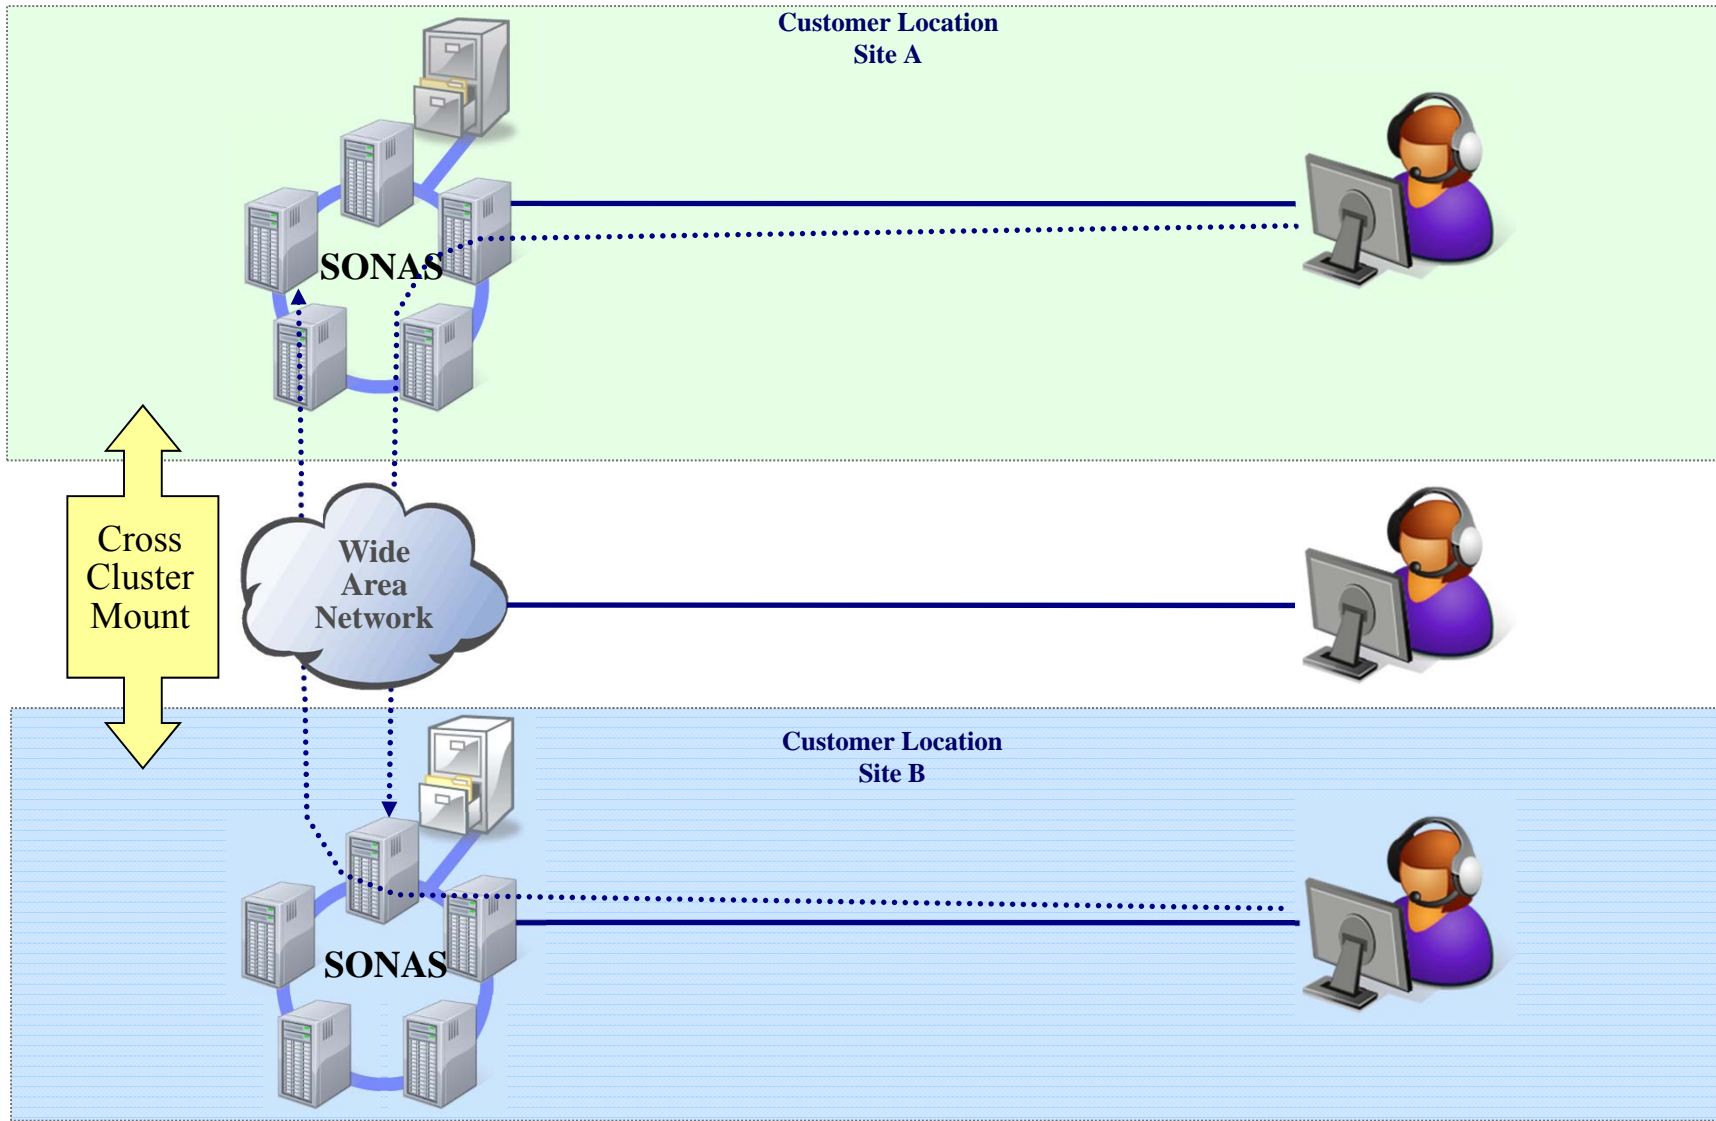 Customer Location
Site A
SONAS
Cross
Cluster
Mount
Wide
Area
Network
Customer Location
Site B
SONAS